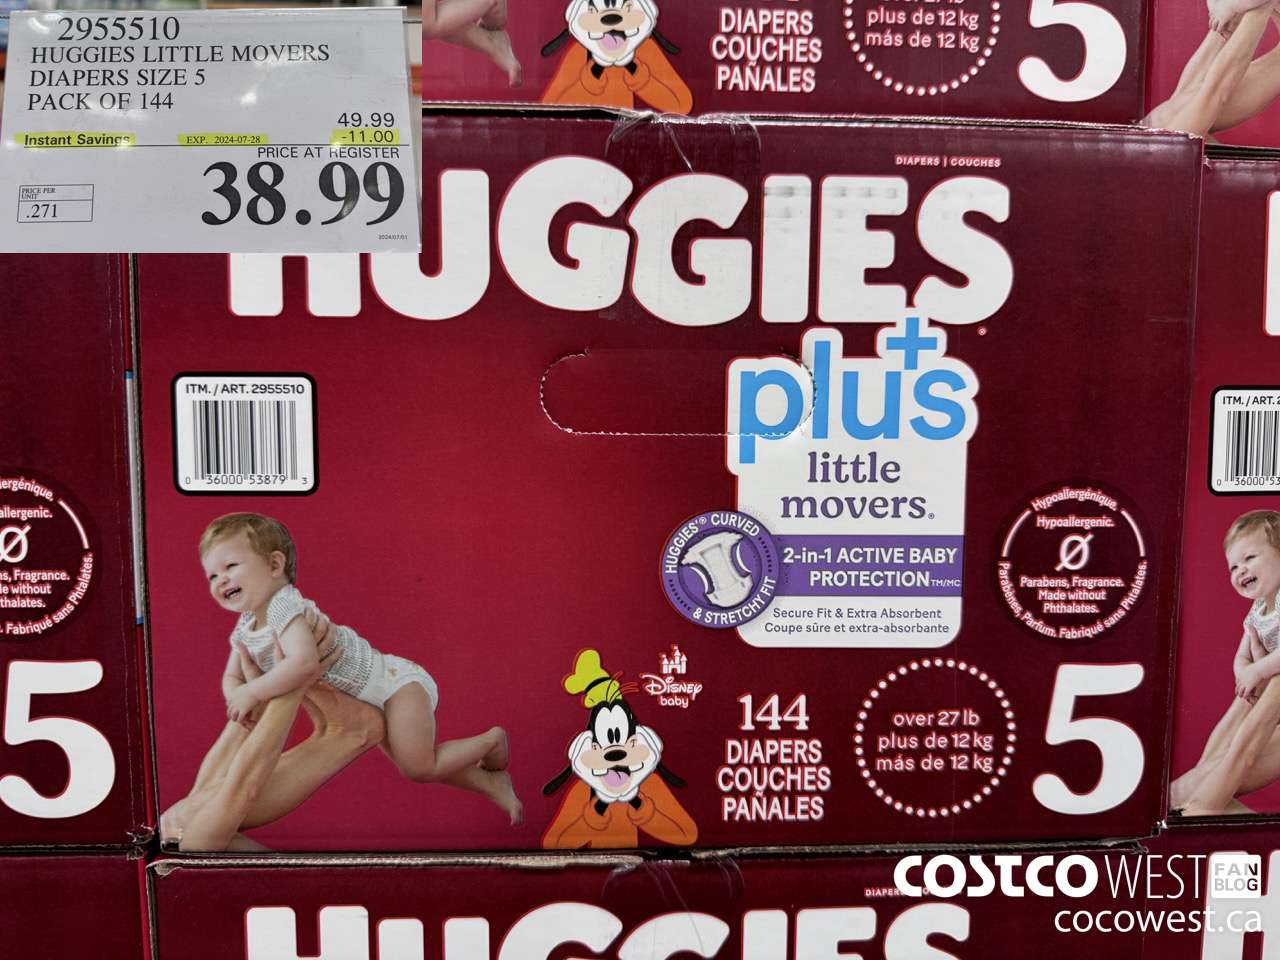 2955510
HUGGIES LITTLE MOVERS
DIAPERS SIZE 5
PACK OF 144
49.99
Instant Savings EXP. 2024-07-28 -11.00
PRICE AT REGISTER
PRICE PER
UNIT
.271
38.99
2024/07/01
DIAPERS
COUCHES
PAÑALES
plus de 12 kg
más de 12 kg
5
DIAPERS | COUCHES
HUGGIES
plus+
little
movers®
HUGGIES® CURVED
& STRETCHY FIT
2-in-1 ACTIVE BABY
PROTECTION TM/MC
Secure Fit & Extra Absorbent
Coupe sûre et extra-absorbante
ITM. / ART. 2955510
0 36000 53879 3
Hypoallergénique.
Hypoallergenic.
Parabens, Fragrance.
Made without
Phthalates.
Parabènes, Parfum. Fabriqué sans Phtalates.
Disney
baby
144
DIAPERS
COUCHES
PAÑALES
over 27 lb
plus de 12 kg
más de 12 kg
5
5
ITM. / ART.
0 36000
HUGGIES
COSTCO WEST FAN BLOG
cocowest.ca